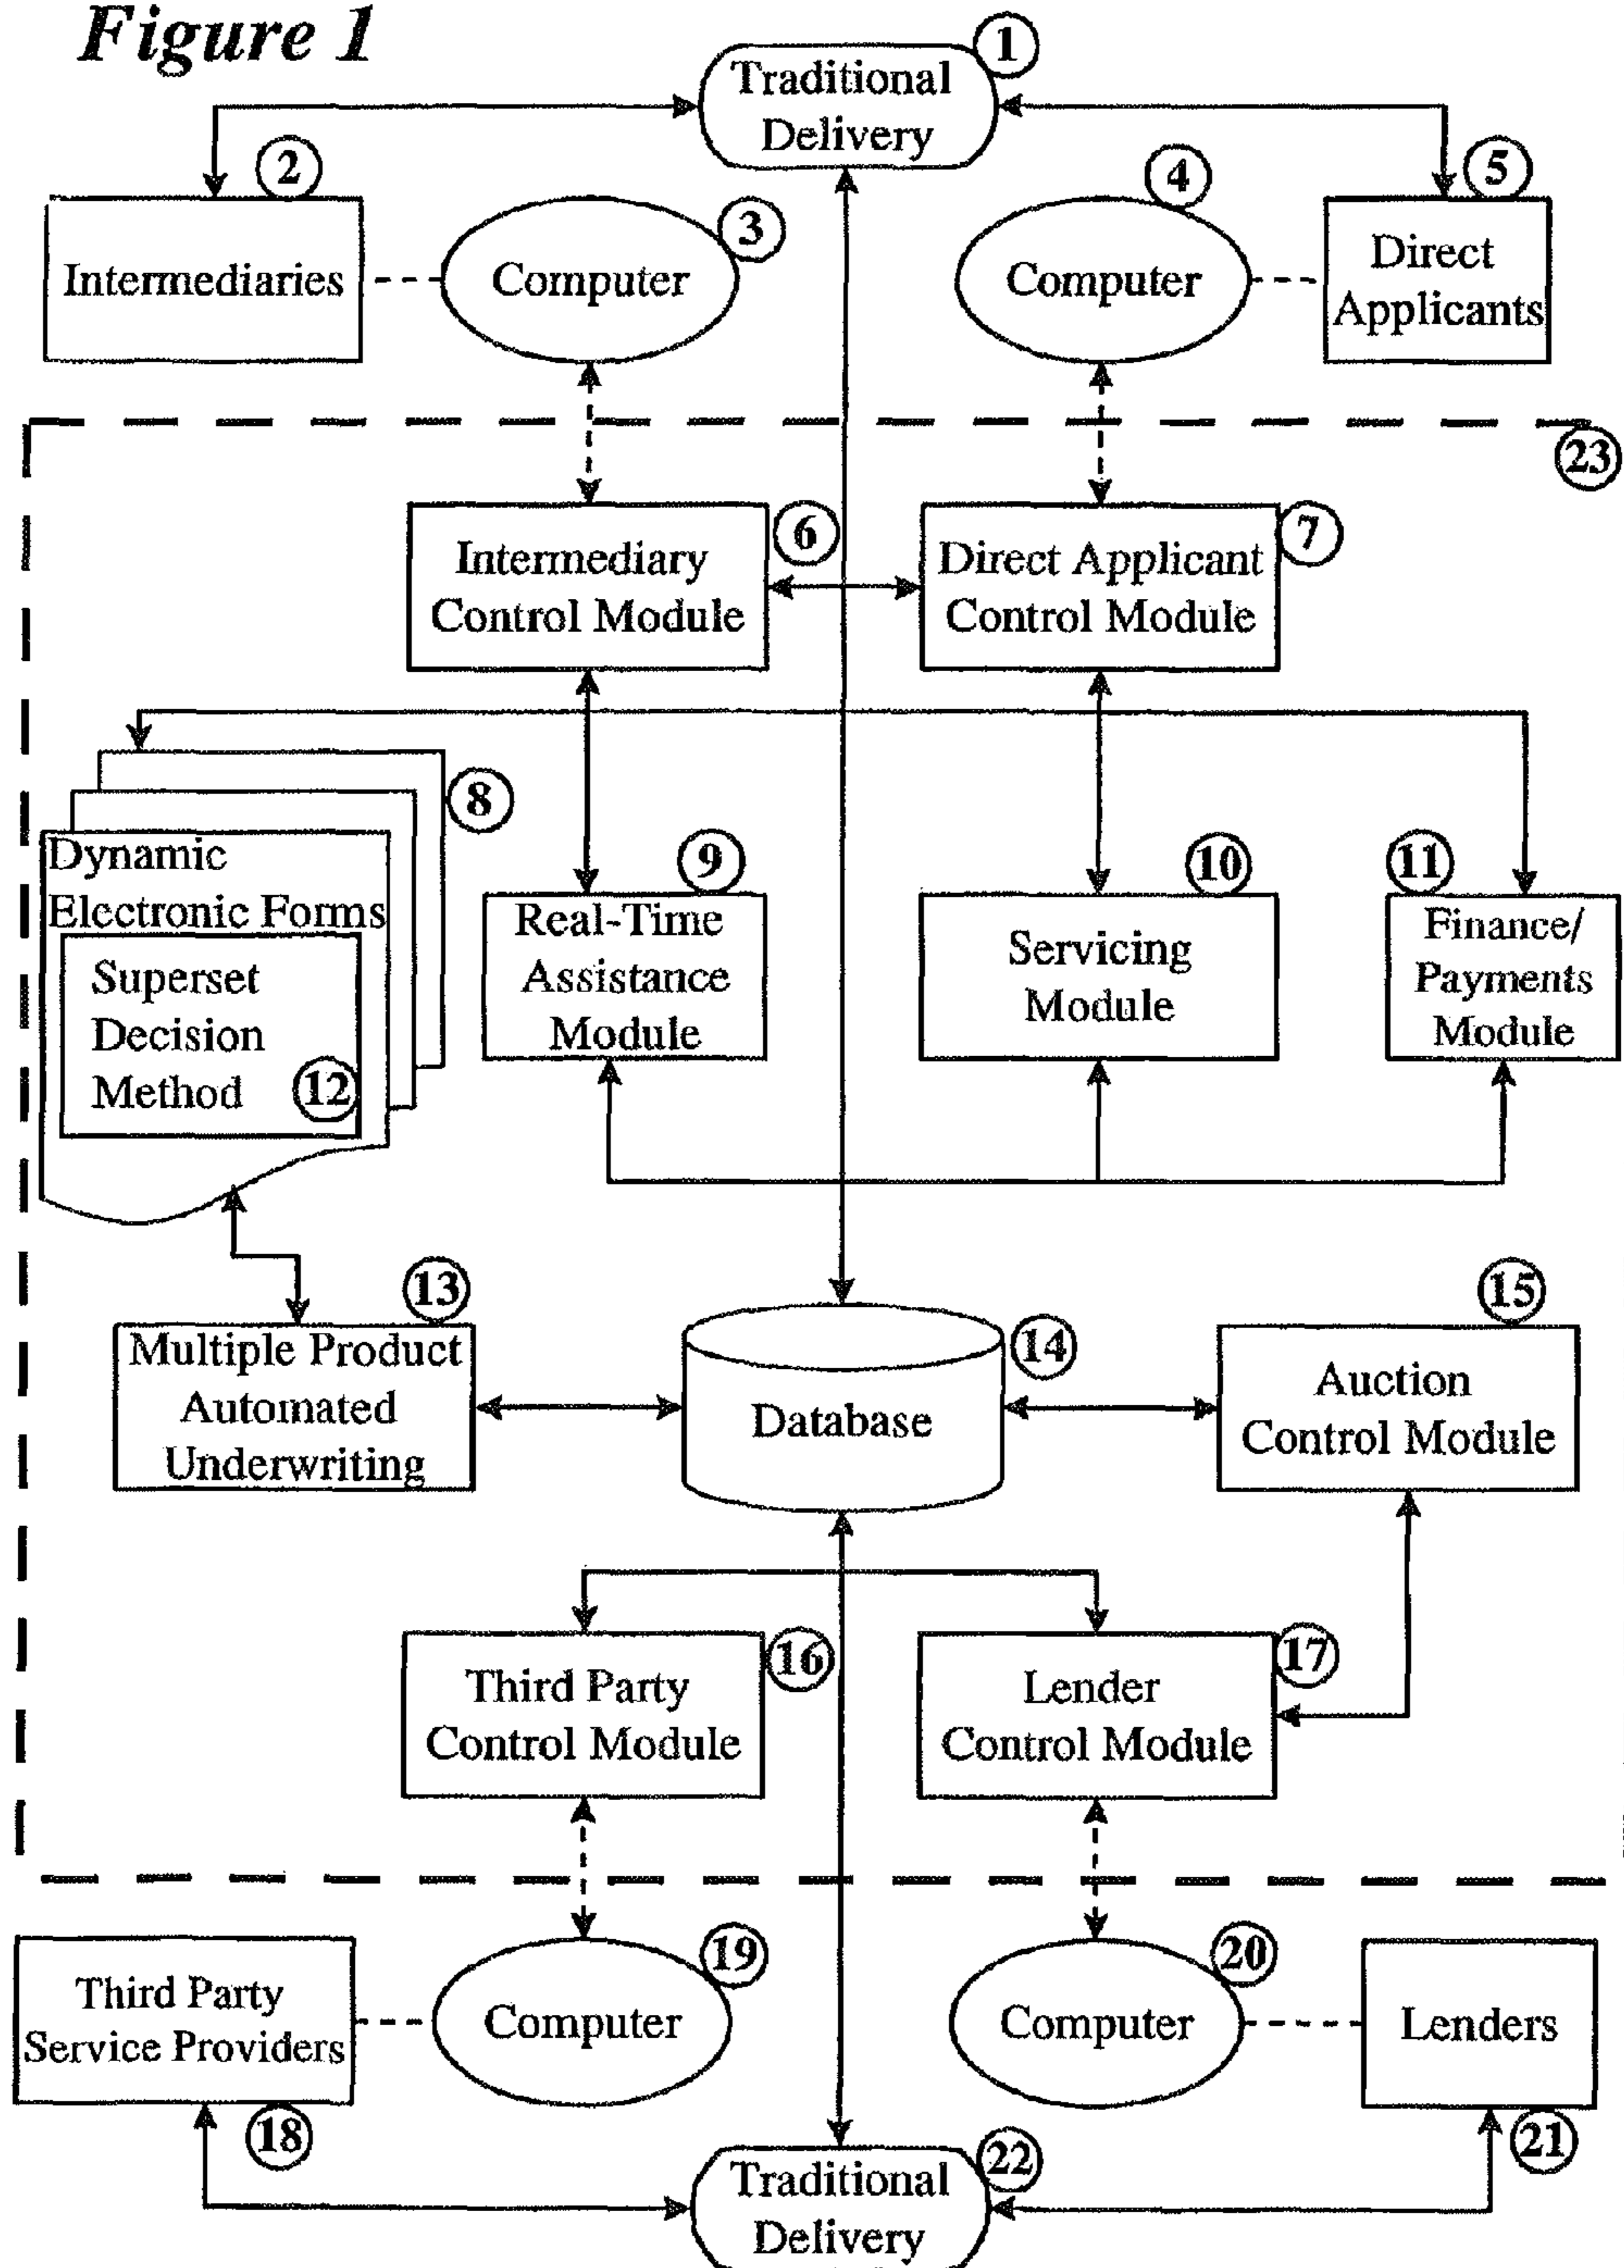 Figure 1
1
Traditional
Delivery
2
Intermediaries
3
Computer
4
Computer
5
Direct
Applicants
23
6
Intermediary
Control Module
7
Direct Applicant
Control Module
8
Dynamic
Electronic Forms
Superset
Decision
Method
12
9
Real-Time
Assistance
Module
10
Servicing
Module
11
Finance/
Payments
Module
13
Multiple Product
Automated
Underwriting
14
Database
15
Auction
Control Module
16
Third Party
Control Module
17
Lender
Control Module
Third Party
Service Providers
18
19
Computer
20
Computer
Lenders
21
22
Traditional
Delivery